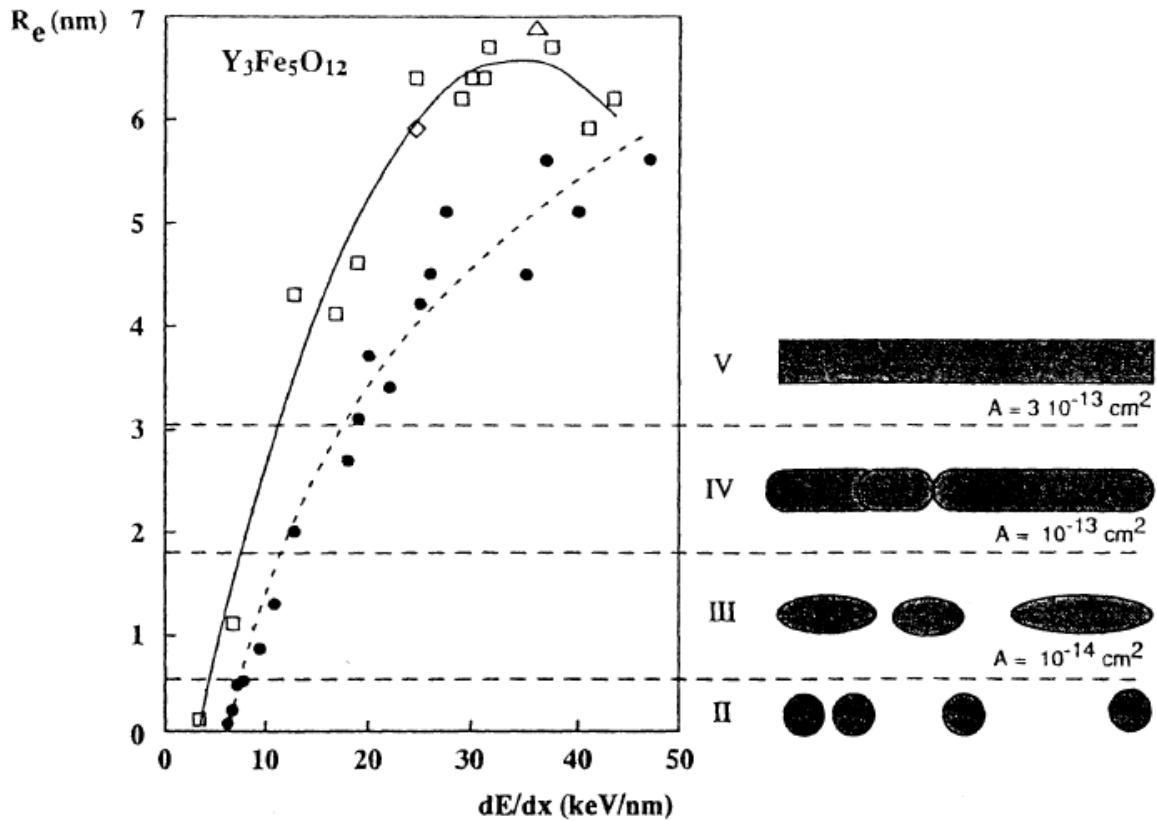 R_e (nm)
Y₃Fe₅O₁₂
7
6
5
4
3
2
1
0
0 10 20 30 40 50
dE/dx (keV/nm)
V
A = 3 10⁻¹³ cm²
IV
A = 10⁻¹³ cm²
III
A = 10⁻¹⁴ cm²
II